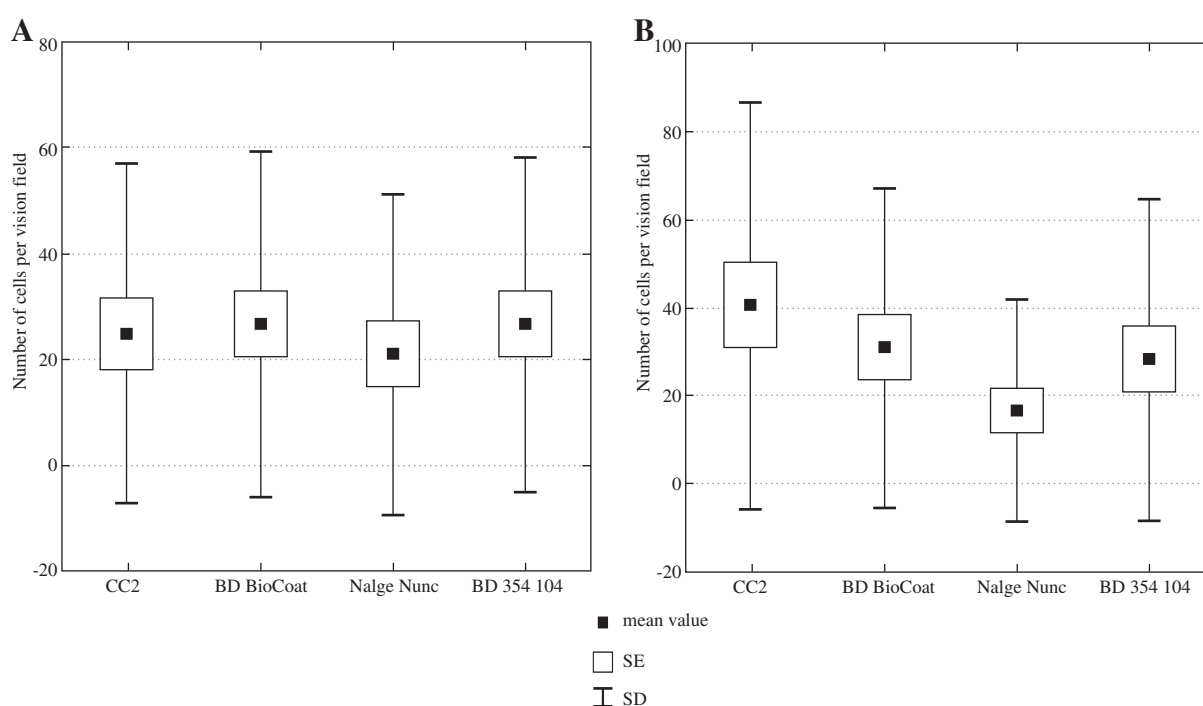 A
Number of cells per vision field
80
60
40
20
0
-20
CC2 BD BioCoat Nalge Nunc BD 354 104
B
Number of cells per vision field
100
80
60
40
20
0
-20
CC2 BD BioCoat Nalge Nunc BD 354 104
mean value
SE
SD